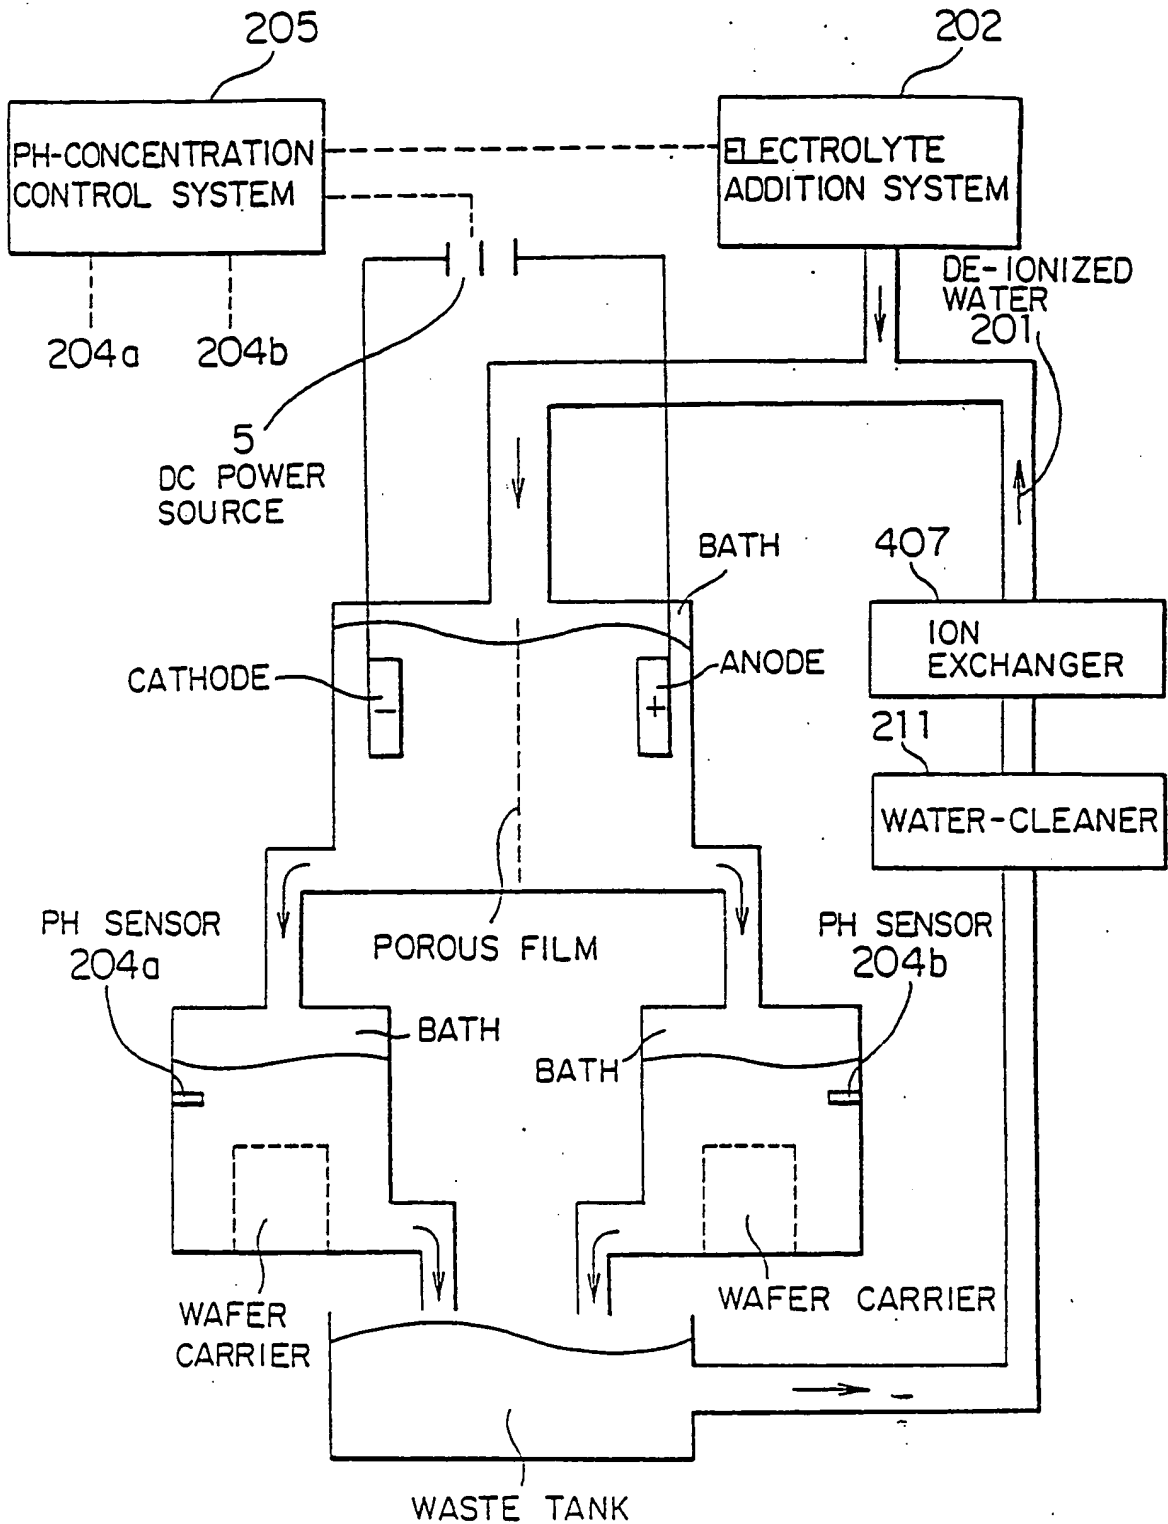 205
202
PH-CONCENTRATION
CONTROL SYSTEM
ELECTROLYTE
ADDITION SYSTEM
DE-IONIZED
WATER
201
204a
204b
5
DC POWER
SOURCE
BATH
407
ION
EXCHANGER
CATHODE
−
+
ANODE
211
WATER-CLEANER
PH SENSOR
204a
POROUS FILM
PH SENSOR
204b
BATH
BATH
WAFER
CARRIER
WAFER CARRIER
WASTE TANK